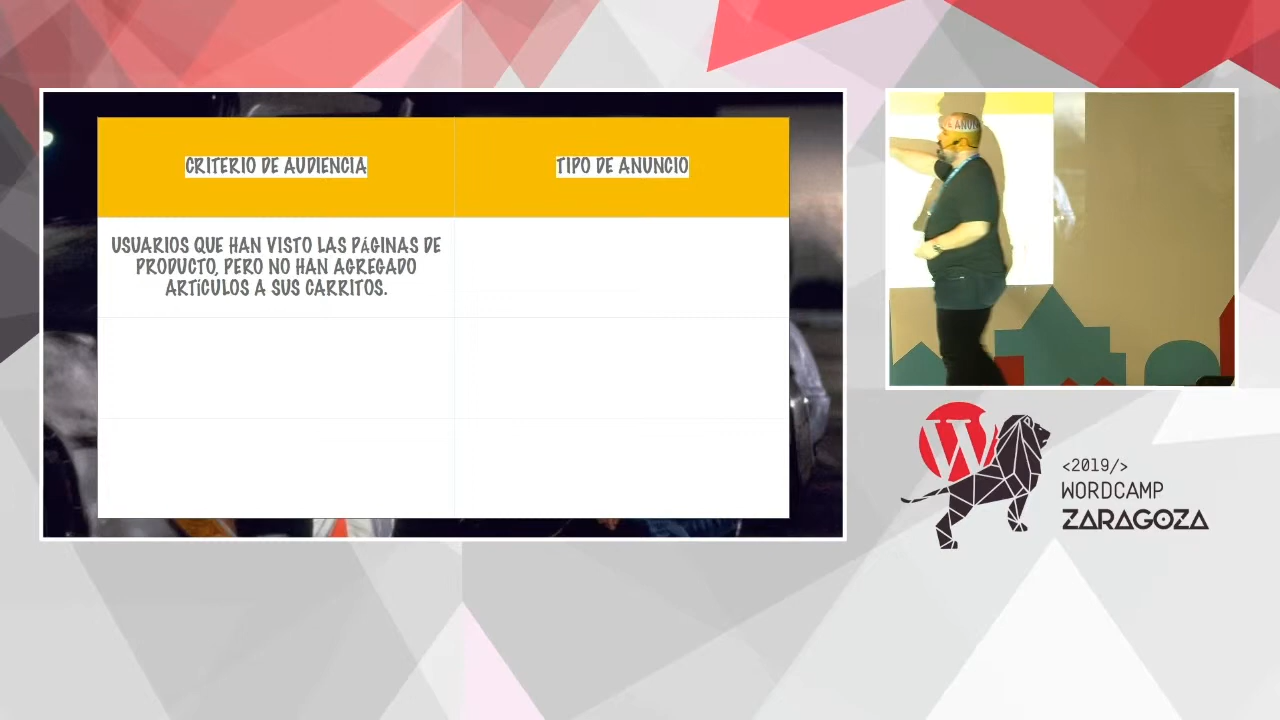 CRITERIO DE AUDIENCIA
TIPO DE ANUNCIO
USUARIOS QUE HAN VISTO LAS PÁGINAS DE
PRODUCTO, PERO NO HAN AGREGADO
ARTÍCULOS A SUS CARRITOS.
E ANUN
W
<2019/>
WORDCAMP
ZARAGOZA